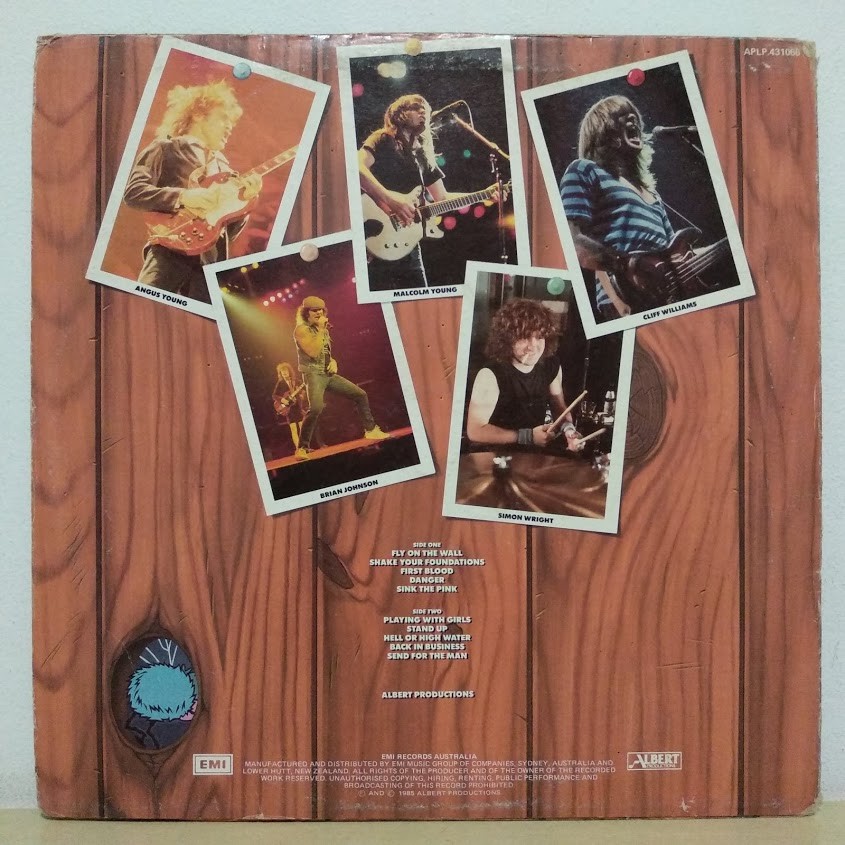 APLP.431066
ANGUS YOUNG
MALCOLM YOUNG
CLIFF WILLIAMS
BRIAN JOHNSON
SIMON WRIGHT
SIDE ONE
FLY ON THE WALL
SHAKE YOUR FOUNDATIONS
FIRST BLOOD
DANGER
SINK THE PINK
SIDE TWO
PLAYING WITH GIRLS
STAND UP
HELL OR HIGH WATER
BACK IN BUSINESS
SEND FOR THE MAN
ALBERT PRODUCTIONS
EMI
EMI RECORDS AUSTRALIA
MANUFACTURED AND DISTRIBUTED BY EMI MUSIC GROUP OF COMPANIES, SYDNEY, AUSTRALIA AND
LOWER HUTT, NEW ZEALAND. ALL RIGHTS OF THE PRODUCER AND OF THE OWNER OF THE RECORDED
WORK RESERVED. UNAUTHORISED COPYING, HIRING, RENTING, PUBLIC PERFORMANCE AND
BROADCASTING OF THIS RECORD PROHIBITED
Ⓟ AND © 1985 ALBERT PRODUCTIONS
ALBERT
PRODUCTIONS